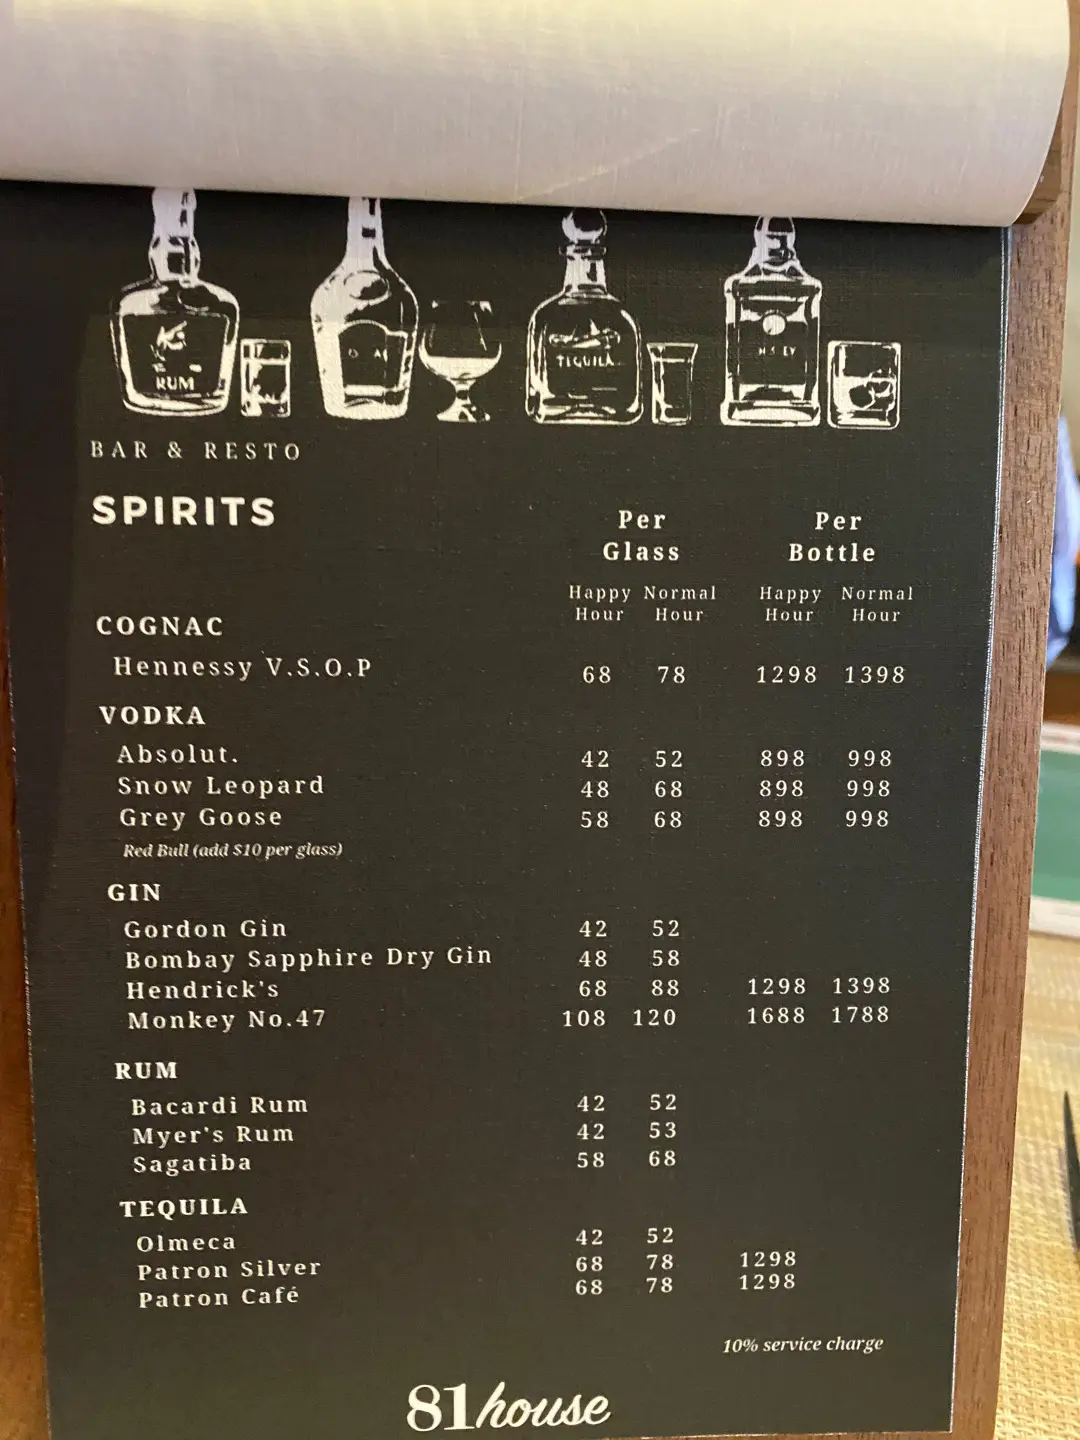 RUM
TEQUILA
BAR & RESTO
SPIRITS
Per Glass Per Bottle
Happy Hour Normal Hour Happy Hour Normal Hour
COGNAC
Hennessy V.S.O.P 68 78 1298 1398
VODKA
Absolut. 42 52 898 998
Snow Leopard 48 68 898 998
Grey Goose 58 68 898 998
Red Bull (add $10 per glass)
GIN
Gordon Gin 42 52
Bombay Sapphire Dry Gin 48 58
Hendrick's 68 88 1298 1398
Monkey No.47 108 120 1688 1788
RUM
Bacardi Rum 42 52
Myer's Rum 42 53
Sagatiba 58 68
TEQUILA
Olmeca 42 52
Patron Silver 68 78 1298
Patron Café 68 78 1298
10% service charge
81house